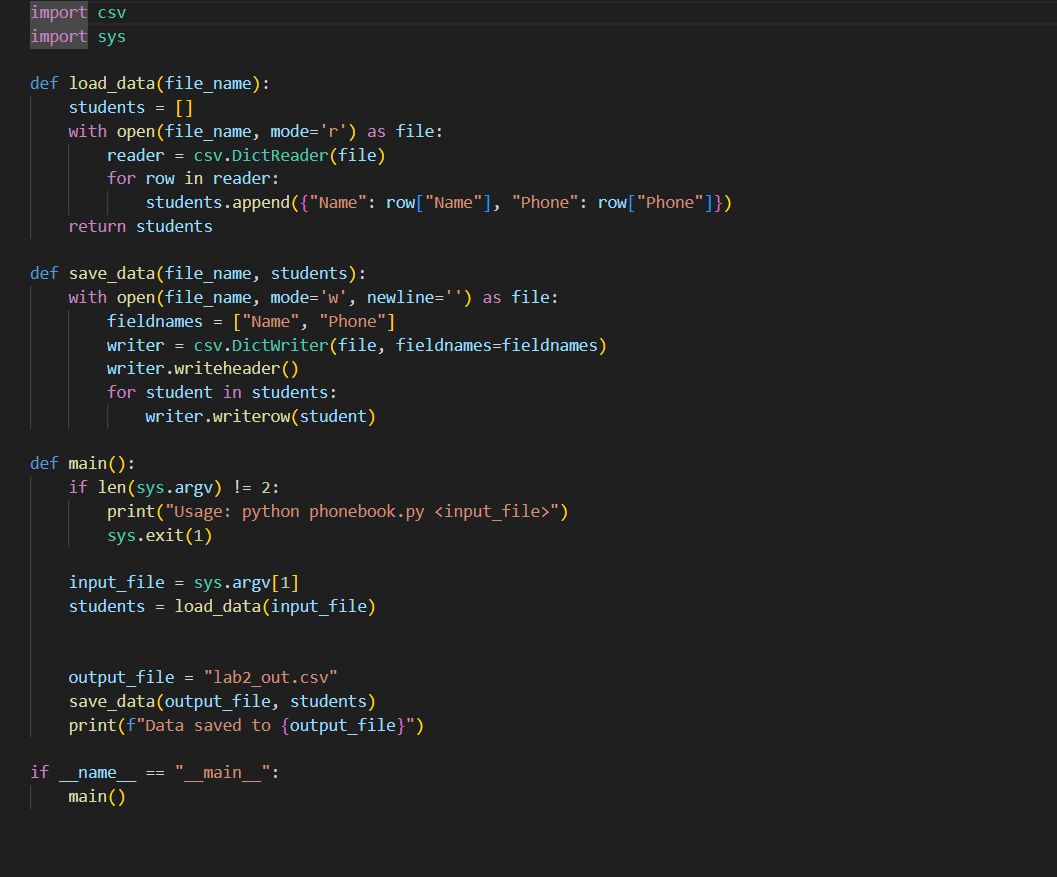 import csv
import sys
def load_data(file_name):
    students = []
    with open(file_name, mode='r') as file:
        reader = csv.DictReader(file)
        for row in reader:
            students.append({"Name": row["Name"], "Phone": row["Phone"]})
    return students
def save_data(file_name, students):
    with open(file_name, mode='w', newline='') as file:
        fieldnames = ["Name", "Phone"]
        writer = csv.DictWriter(file, fieldnames=fieldnames)
        writer.writeheader()
        for student in students:
            writer.writerow(student)
def main():
    if len(sys.argv) != 2:
        print("Usage: python phonebook.py <input_file>")
        sys.exit(1)
    input_file = sys.argv[1]
    students = load_data(input_file)
    output_file = "lab2_out.csv"
    save_data(output_file, students)
    print(f"Data saved to {output_file}")
if __name__ == "__main__":
    main()